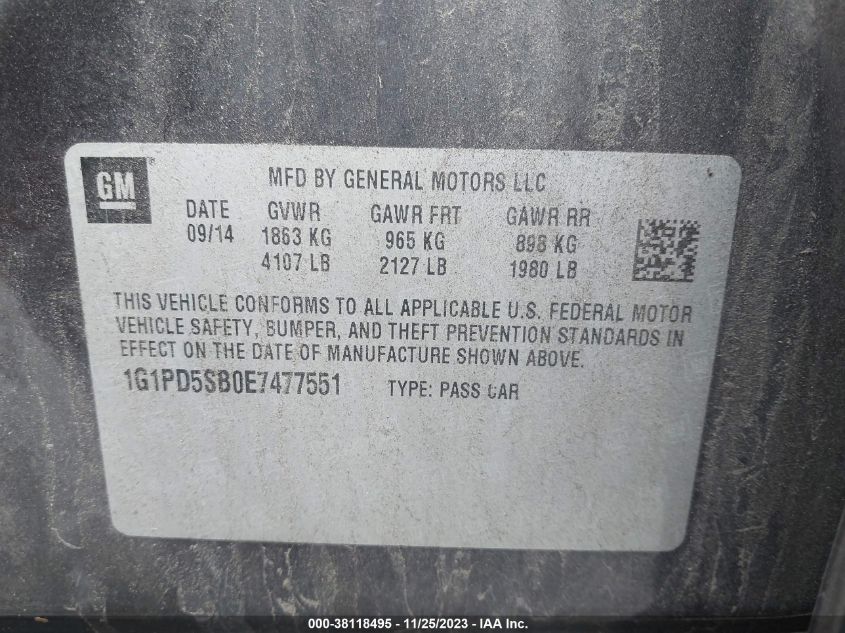 GM
MFD BY GENERAL MOTORS LLC
DATE GVWR GAWR FRT GAWR RR
09/14 1863 KG 965 KG 898 KG
4107 LB 2127 LB 1980 LB
THIS VEHICLE CONFORMS TO ALL APPLICABLE U.S. FEDERAL MOTOR
VEHICLE SAFETY, BUMPER, AND THEFT PREVENTION STANDARDS IN
EFFECT ON THE DATE OF MANUFACTURE SHOWN ABOVE.
1G1PD5SB0E7477551 TYPE: PASS CAR
000-38118495 - 11/25/2023 - IAA Inc.